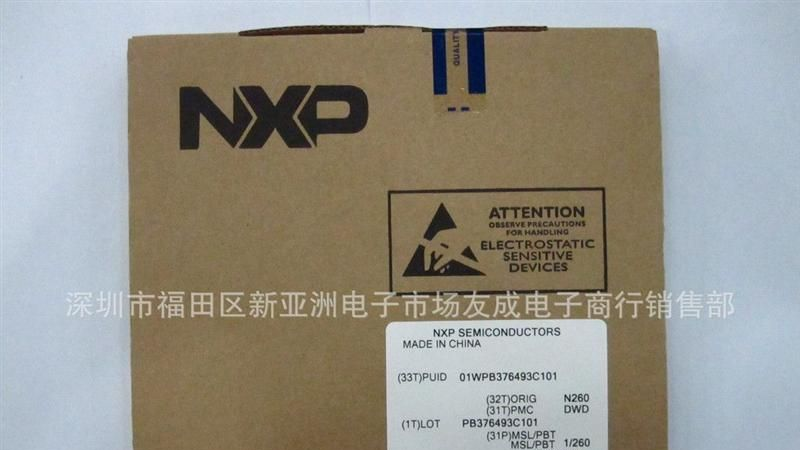 QUALITY
NXP
ATTENTION
OBSERVE PRECAUTIONS
FOR HANDLING
ELECTROSTATIC
SENSITIVE
DEVICES
深圳市福田区新亚洲电子市场友成电子商行销售部
NXP SEMICONDUCTORS
MADE IN CHINA
(33T)PUID 01WPB376493C101
(32T)ORIG N260
(31T)PMC DWD
(1T)LOT PB376493C101
(31P)MSL/PBT
MSL/PBT 1/260